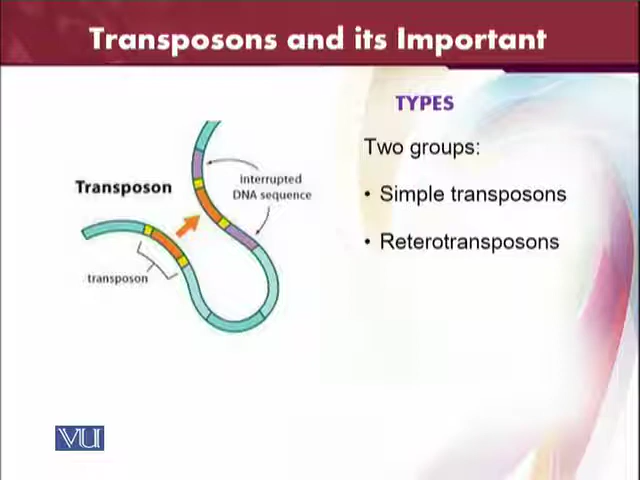 Transposons and its Important
TYPES
Two groups:
• Simple transposons
• Reterotransposons
Transposon
interrupted
DNA sequence
transposon
VU